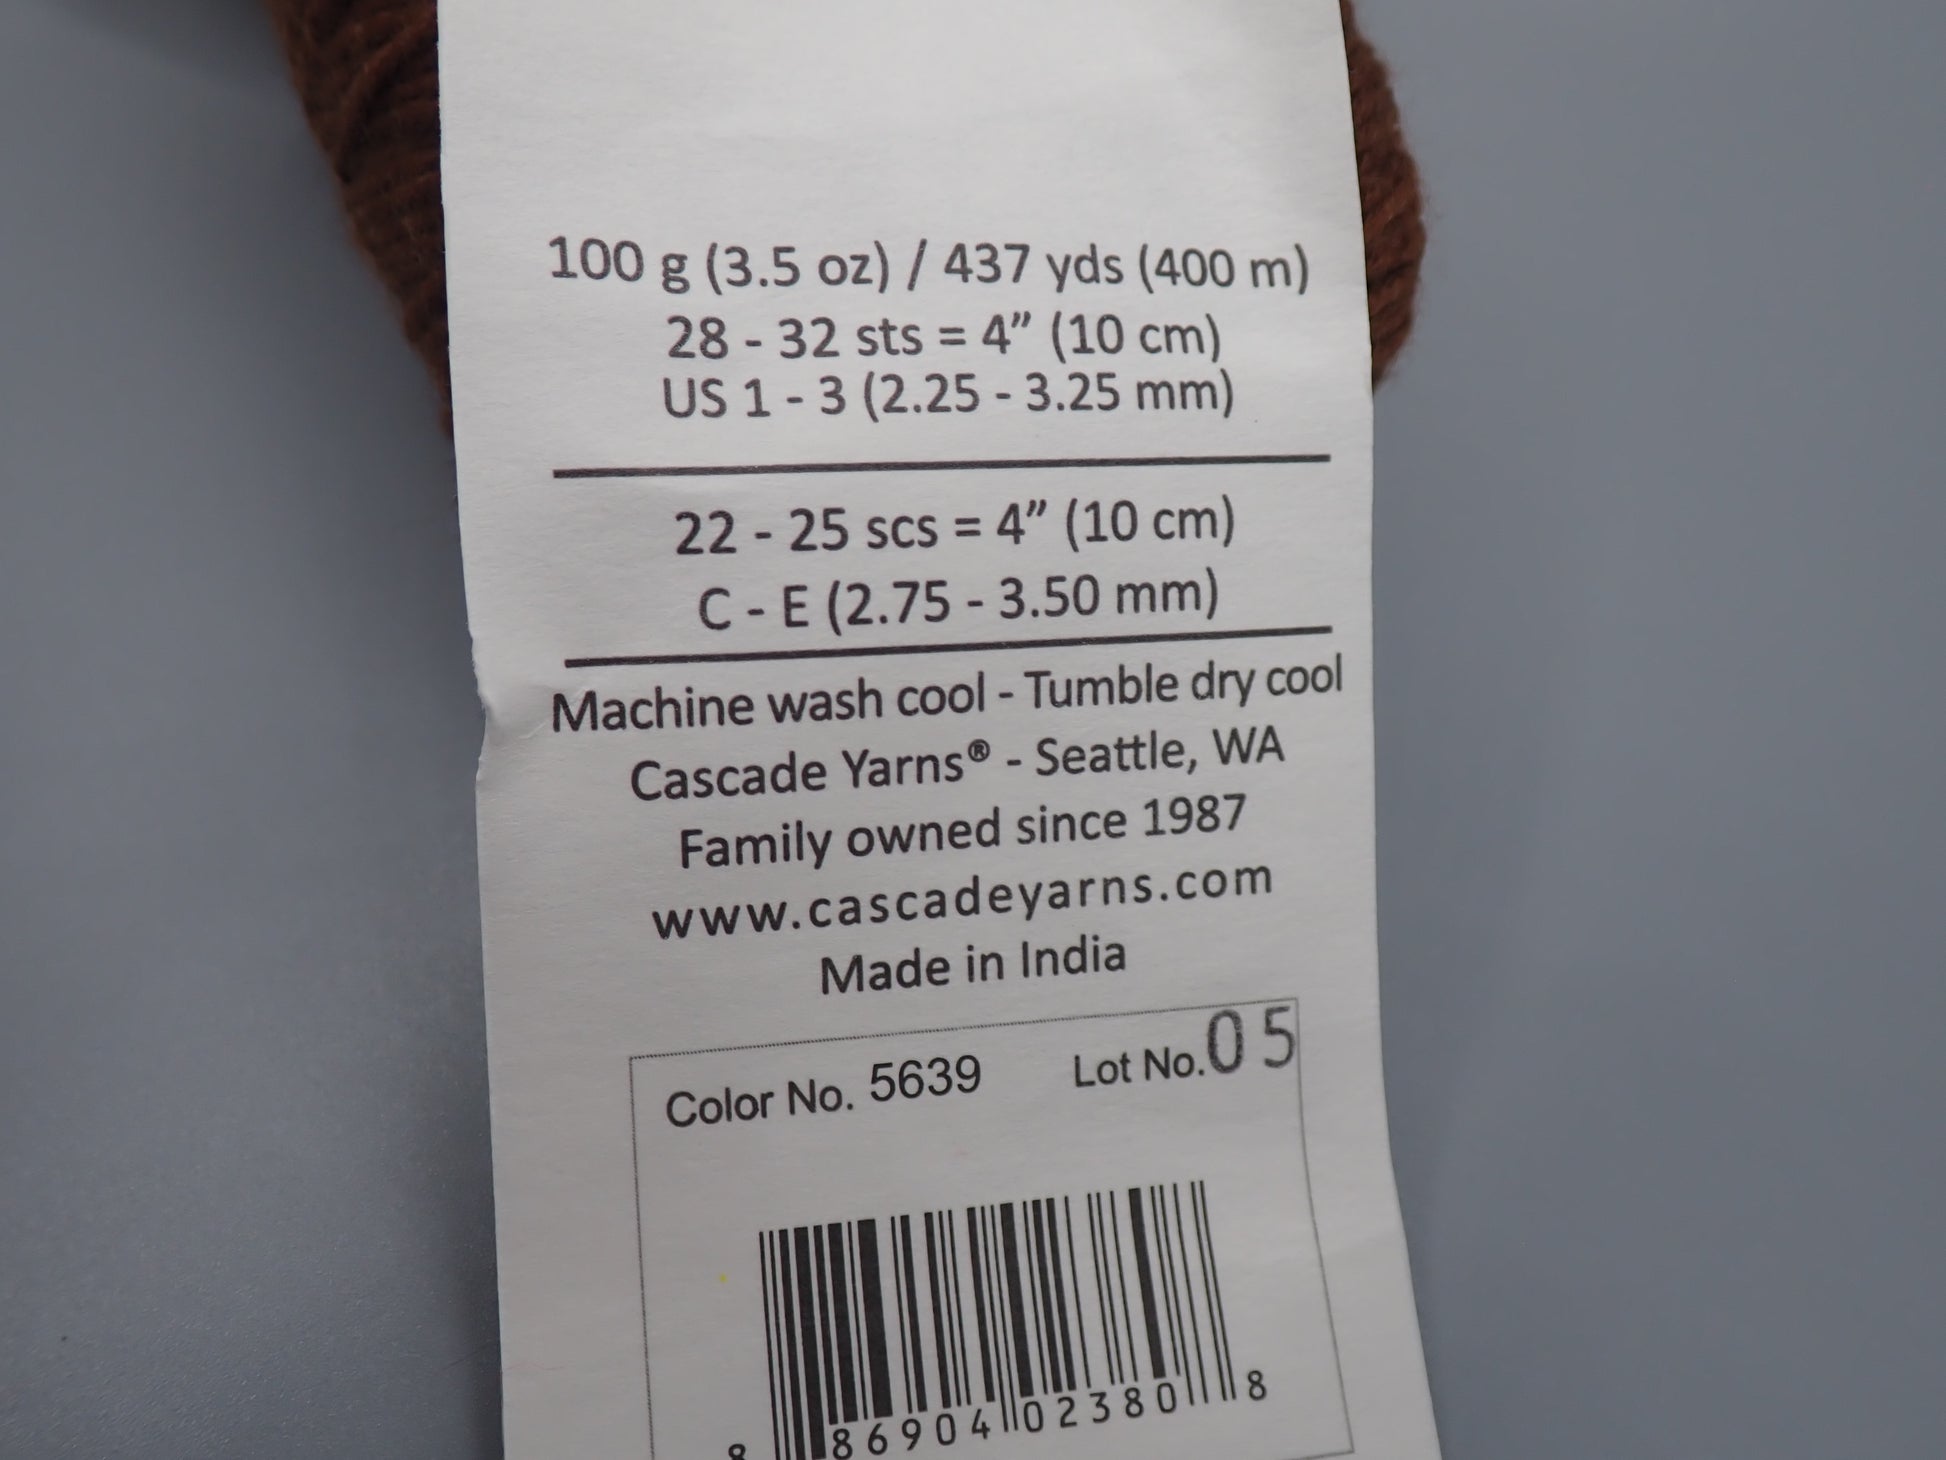 100 g (3.5 oz) / 437 yds (400 m)
28 - 32 sts = 4” (10 cm)
US 1 - 3 (2.25 - 3.25 mm)
22 - 25 scs = 4” (10 cm)
C - E (2.75 - 3.50 mm)
Machine wash cool - Tumble dry cool
Cascade Yarns® - Seattle, WA
Family owned since 1987
www.cascadeyarns.com
Made in India
Color No. 5639 Lot No. 05
8 86904 02380 8